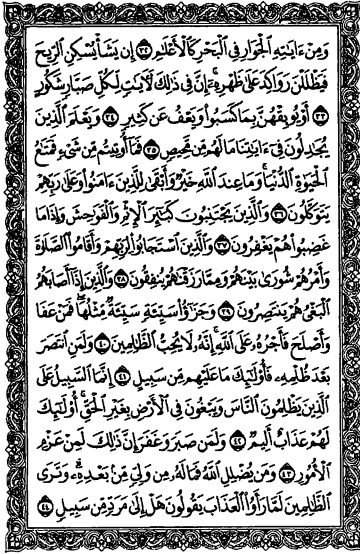 وَمِنْ ءَايَٰتِهِ ٱلْجَوَارِ فِى ٱلْبَحْرِ كَٱلْأَعْلَٰمِ ٣٢ إِن يَشَأْ يُسْكِنِ ٱلرِّيحَ
فَيَظْلَلْنَ رَوَاكِدَ عَلَىٰ ظَهْرِهِۦٓ إِنَّ فِى ذَٰلِكَ لَءَايَٰتٍ لِّكُلِّ صَبَّارٍ شَكُورٍ
٣٣ أَوْ يُوبِقْهُنَّ بِمَا كَسَبُوا۟ وَيَعْفُ عَن كَثِيرٍ ٣٤ وَيَعْلَمَ ٱلَّذِينَ
يُجَٰدِلُونَ فِىٓ ءَايَٰتِنَا مَا لَهُم مِّن مَّحِيصٍ ٣٥ فَمَآ أُوتِيتُم مِّن شَىْءٍ فَمَتَٰعُ
ٱلْحَيَوٰةِ ٱلدُّنْيَا وَمَا عِندَ ٱللَّهِ خَيْرٌ وَأَبْقَىٰ لِلَّذِينَ ءَامَنُوا۟ وَعَلَىٰ رَبِّهِمْ
يَتَوَكَّلُونَ ٣٦ وَٱلَّذِينَ يَجْتَنِبُونَ كَبَٰٓئِرَ ٱلْإِثْمِ وَٱلْفَوَٰحِشَ وَإِذَا مَا
غَضِبُوا۟ هُمْ يَغْفِرُونَ ٣٧ وَٱلَّذِينَ ٱسْتَجَابُوا۟ لِرَبِّهِمْ وَأَقَامُوا۟ ٱلصَّلَوٰةَ
وَأَمْرُهُمْ شُورَىٰ بَيْنَهُمْ وَمِمَّا رَزَقْنَٰهُمْ يُنفِقُونَ ٣٨ وَٱلَّذِينَ إِذَآ أَصَابَهُمُ
ٱلْبَغْىُ هُمْ يَنتَصِرُونَ ٣٩ وَجَزَٰٓؤُا۟ سَيِّئَةٍ سَيِّئَةٌ مِّثْلُهَا فَمَنْ عَفَا
وَأَصْلَحَ فَأَجْرُهُۥ عَلَى ٱللَّهِ إِنَّهُۥ لَا يُحِبُّ ٱلظَّٰلِمِينَ ٤٠ وَلَمَنِ ٱنتَصَرَ
بَعْدَ ظُلْمِهِۦ فَأُو۟لَٰٓئِكَ مَا عَلَيْهِم مِّن سَبِيلٍ ٤١ إِنَّمَا ٱلسَّبِيلُ عَلَى
ٱلَّذِينَ يَظْلِمُونَ ٱلنَّاسَ وَيَبْغُونَ فِى ٱلْأَرْضِ بِغَيْرِ ٱلْحَقِّ أُو۟لَٰٓئِكَ
لَهُمْ عَذَابٌ أَلِيمٌ ٤٢ وَلَمَن صَبَرَ وَغَفَرَ إِنَّ ذَٰلِكَ لَمِنْ عَزْمِ
ٱلْأُمُورِ ٤٣ وَمَن يُضْلِلِ ٱللَّهُ فَمَا لَهُۥ مِن وَلِىٍّ مِّنۢ بَعْدِهِۦ وَتَرَى
ٱلظَّٰلِمِينَ لَمَّا رَأَوُا۟ ٱلْعَذَابَ يَقُولُونَ هَلْ إِلَىٰ مَرَدٍّ مِّن سَبِيلٍ ٤٤